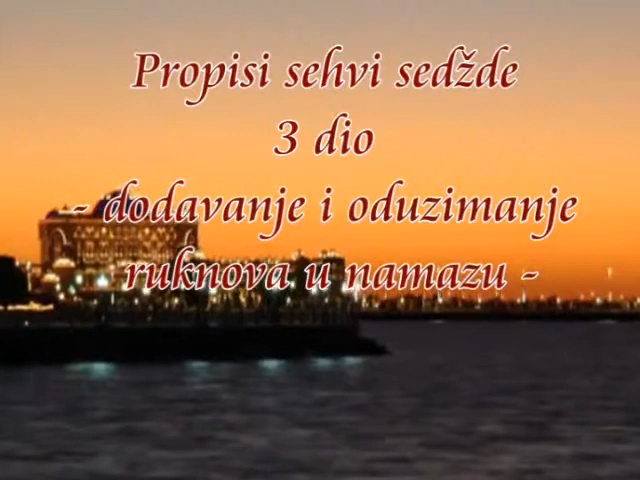 Propisi sehvi sedžde
3 dio
- dodavanje i oduzimanje
ruknova u namazu -